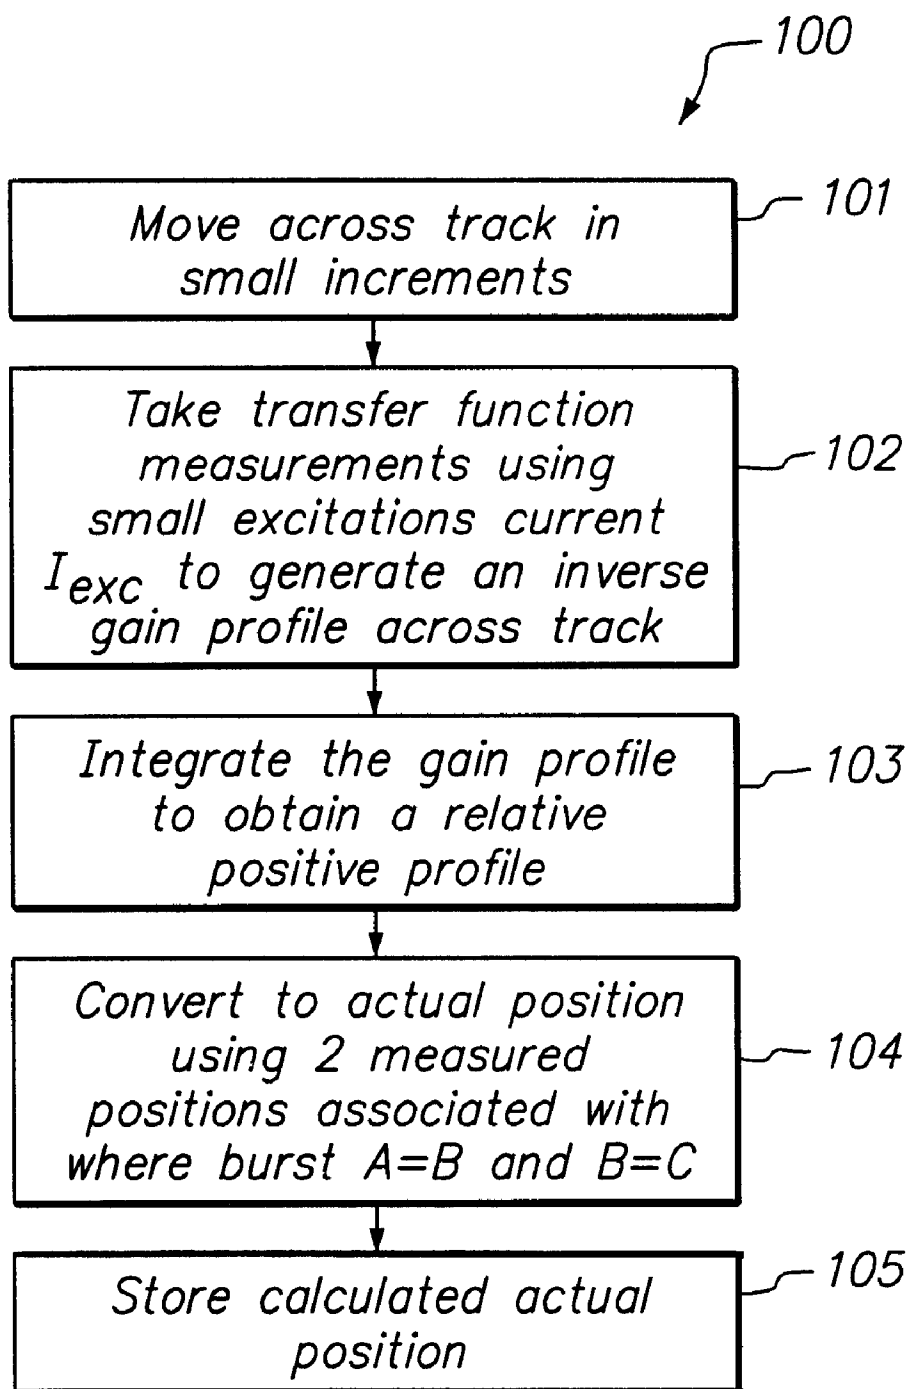 100
101
Move across track in
small increments
102
Take transfer function
measurements using
small excitations current
Iexc to generate an inverse
gain profile across track
103
Integrate the gain profile
to obtain a relative
positive profile
104
Convert to actual position
using 2 measured
positions associated with
where burst A=B and B=C
105
Store calculated actual
position